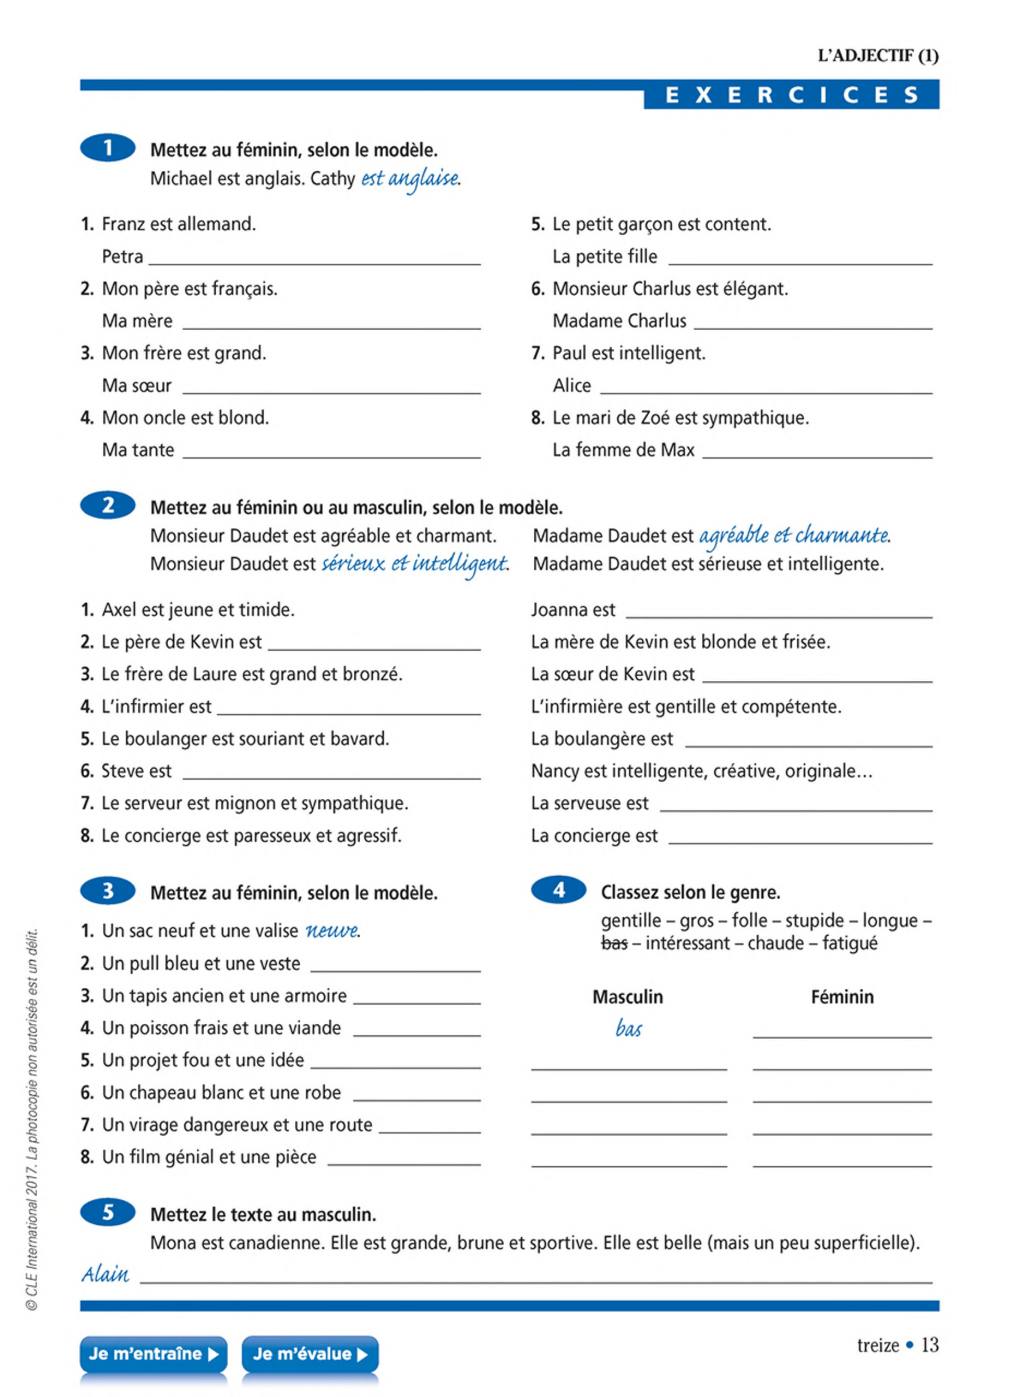 L'ADJECTIF (1)
EXERCICES
1 Mettez au féminin, selon le modèle.
Michael est anglais. Cathy est anglaise.
1. Franz est allemand.
Petra
2. Mon père est français.
Ma mère
3. Mon frère est grand.
Ma sœur
4. Mon oncle est blond.
Ma tante
5. Le petit garçon est content.
La petite fille
6. Monsieur Charlus est élégant.
Madame Charlus
7. Paul est intelligent.
Alice
8. Le mari de Zoé est sympathique.
La femme de Max
2 Mettez au féminin ou au masculin, selon le modèle.
Monsieur Daudet est agréable et charmant. Madame Daudet est agréable et charmante.
Monsieur Daudet est sérieux et intelligent. Madame Daudet est sérieuse et intelligente.
1. Axel est jeune et timide. Joanna est
2. Le père de Kevin est La mère de Kevin est blonde et frisée.
3. Le frère de Laure est grand et bronzé. La sœur de Kevin est
4. L'infirmier est L'infirmière est gentille et compétente.
5. Le boulanger est souriant et bavard. La boulangère est
6. Steve est Nancy est intelligente, créative, originale…
7. Le serveur est mignon et sympathique. La serveuse est
8. Le concierge est paresseux et agressif. La concierge est
3 Mettez au féminin, selon le modèle.
1. Un sac neuf et une valise neuve.
2. Un pull bleu et une veste
3. Un tapis ancien et une armoire
4. Un poisson frais et une viande
5. Un projet fou et une idée
6. Un chapeau blanc et une robe
7. Un virage dangereux et une route
8. Un film génial et une pièce
4 Classez selon le genre.
gentille – gros – folle – stupide – longue –
bas – intéressant – chaude – fatigué
Masculin Féminin
bas
5 Mettez le texte au masculin.
Mona est canadienne. Elle est grande, brune et sportive. Elle est belle (mais un peu superficielle).
Alain
© CLE International 2017. La photocopie non autorisée est un délit.
Je m'entraîne Je m'évalue
treize • 13